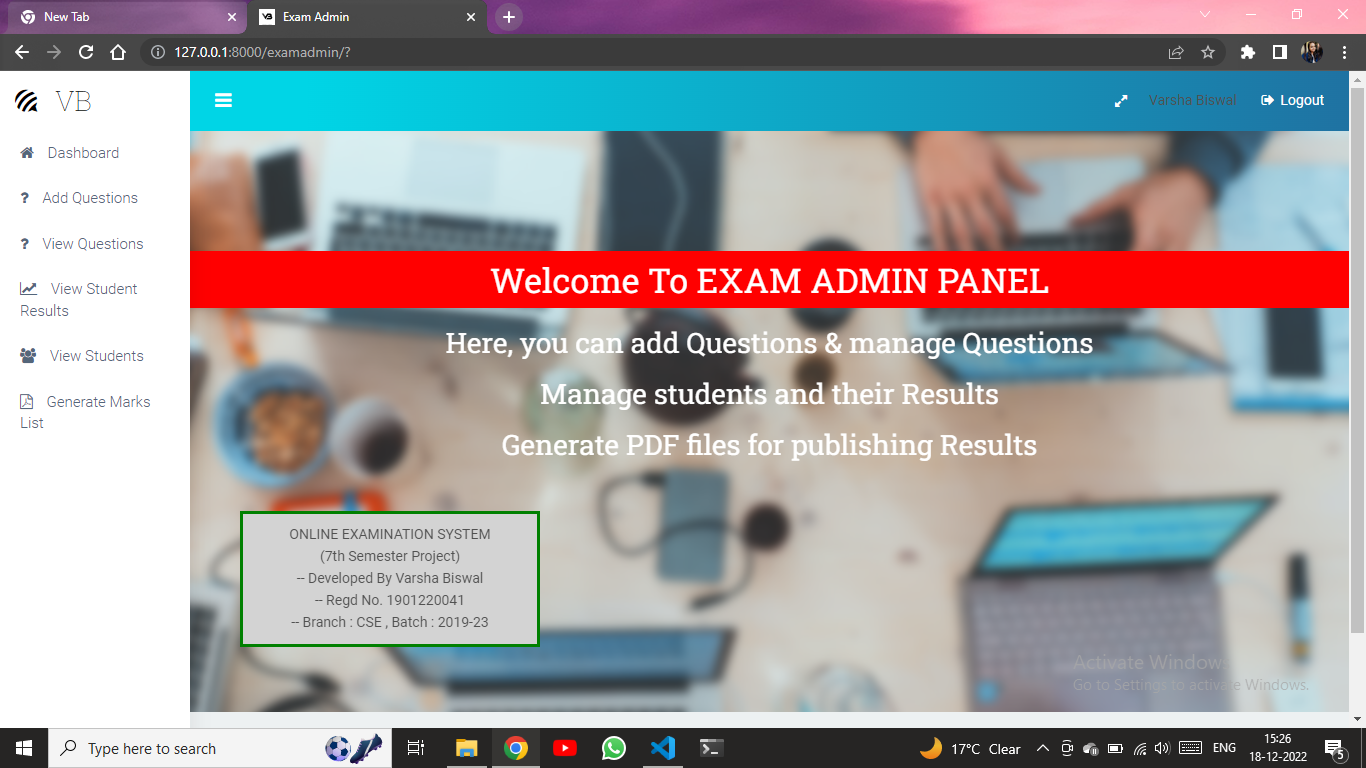 New Tab
VB Exam Admin
127.0.0.1:8000/examadmin/?
VB
Varsha Biswal
Logout
Dashboard
? Add Questions
? View Questions
View Student
Results
View Students
Generate Marks
List
Welcome To EXAM ADMIN PANEL
Here, you can add Questions & manage Questions
Manage students and their Results
Generate PDF files for publishing Results
ONLINE EXAMINATION SYSTEM
(7th Semester Project)
-- Developed By Varsha Biswal
-- Regd No. 1901220041
-- Branch : CSE , Batch : 2019-23
Activate Windows
Go to Settings to activate Windows.
Type here to search
17°C Clear
ENG
15:26
18-12-2022
5